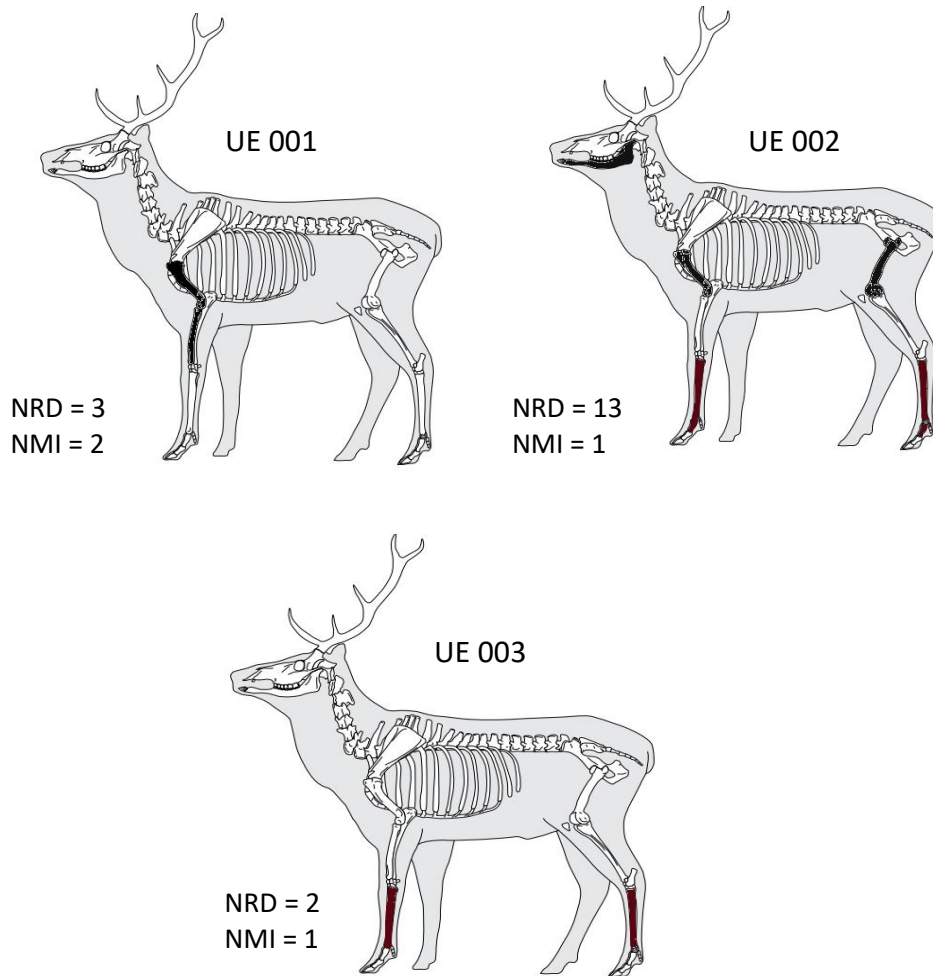 UE 001
UE 002
NRD = 3
NMI = 2
NRD = 13
NMI = 1
UE 003
NRD = 2
NMI = 1